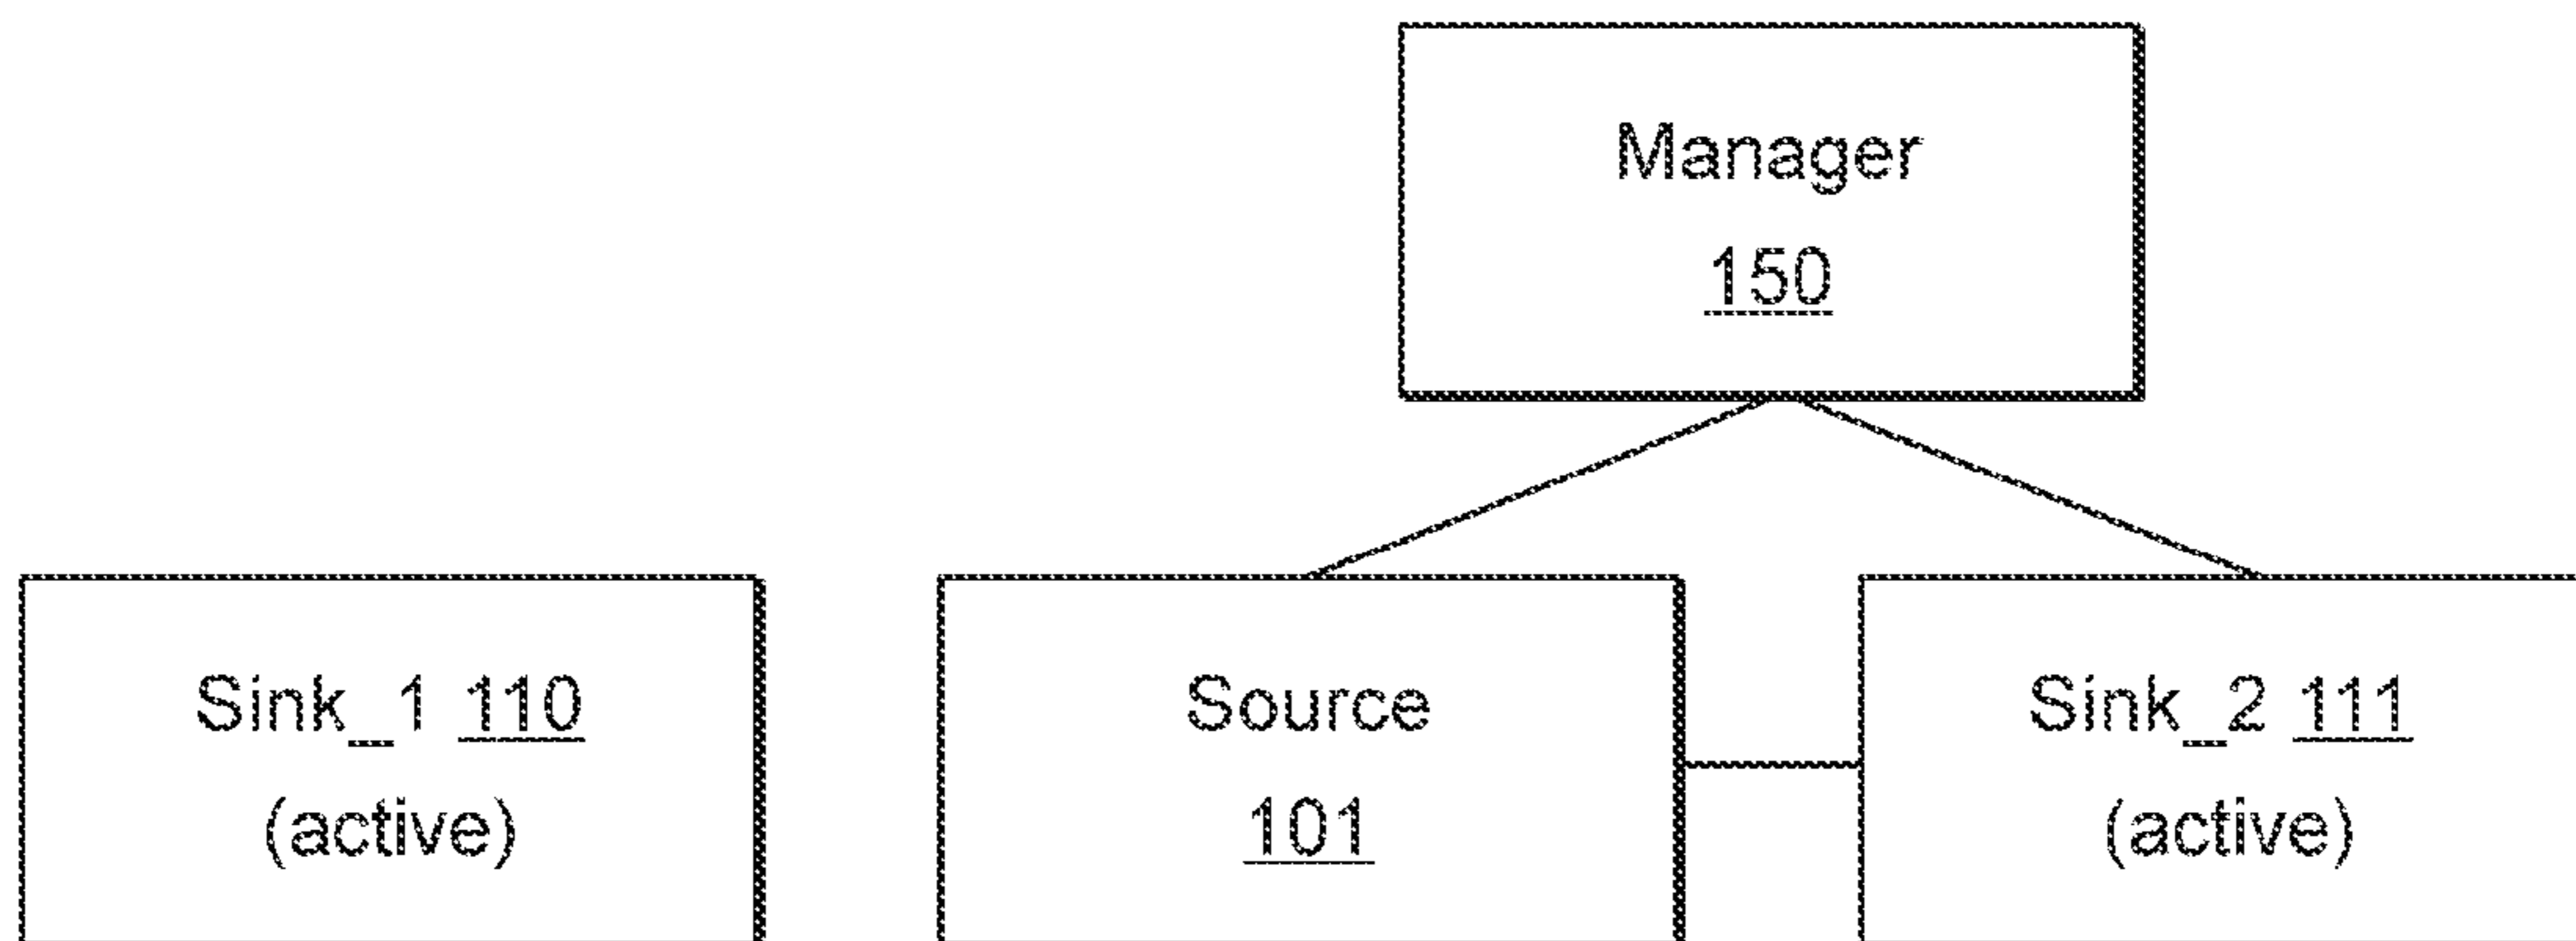 Manager
150
Sink_1 110
(active)
Source
101
Sink_2 111
(active)